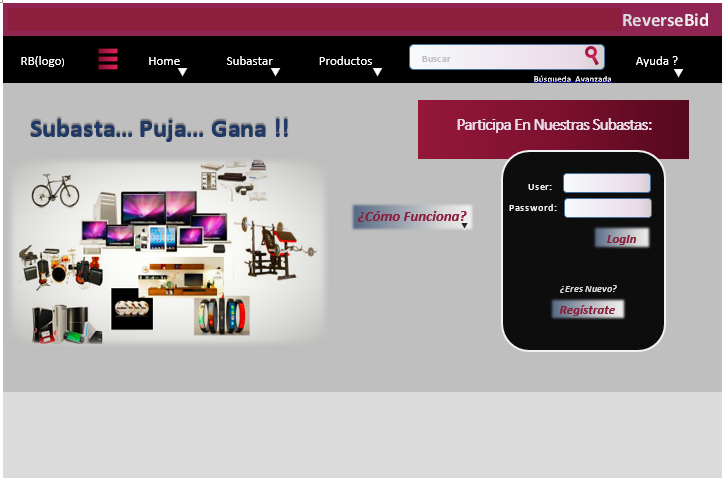 ReverseBid
RB(logo)
Home
Subastar
Productos
Buscar
Ayuda ?
Búsqueda Avanzada
Subasta... Puja... Gana !!
Participa En Nuestras Subastas:
User:
Password:
¿Cómo Funciona?
LogIn
¿Eres Nuevo?
Regístrate